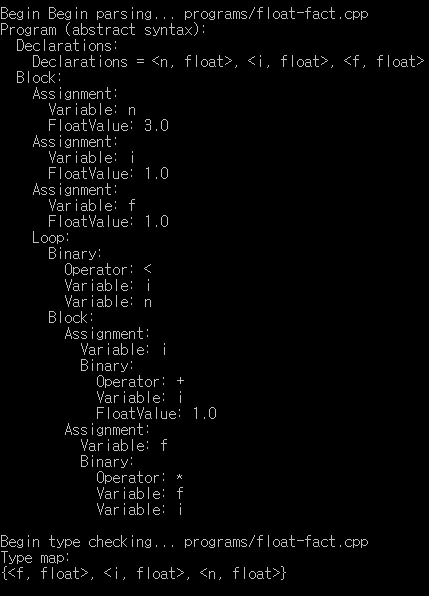 Begin Begin parsing... programs/float-fact.cpp
Program (abstract syntax):
  Declarations:
    Declarations = <n, float>, <i, float>, <f, float>
  Block:
    Assignment:
      Variable: n
      FloatValue: 3.0
    Assignment:
      Variable: i
      FloatValue: 1.0
    Assignment:
      Variable: f
      FloatValue: 1.0
    Loop:
      Binary:
        Operator: <
        Variable: i
        Variable: n
      Block:
        Assignment:
          Variable: i
          Binary:
            Operator: +
            Variable: i
            FloatValue: 1.0
        Assignment:
          Variable: f
          Binary:
            Operator: *
            Variable: f
            Variable: i

Begin type checking... programs/float-fact.cpp
Type map:
{<f, float>, <i, float>, <n, float>}